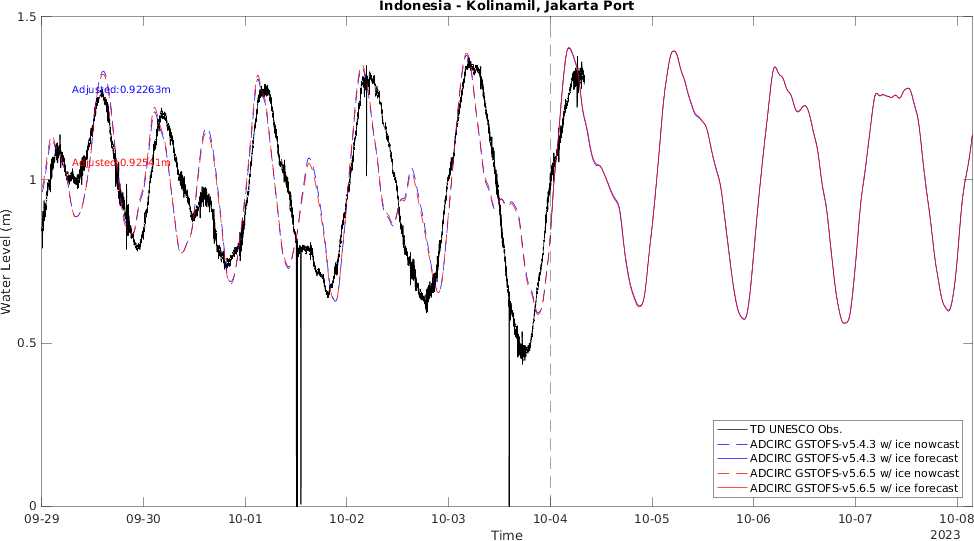 Indonesia - Kolinamil, Jakarta Port
1.5
1
0.5
0
Water Level (m)
Adjusted:0.92263m
Adjusted:0.92541m
TD UNESCO Obs.
ADCIRC GSTOFS-v5.4.3 w/ ice nowcast
ADCIRC GSTOFS-v5.4.3 w/ ice forecast
ADCIRC GSTOFS-v5.6.5 w/ ice nowcast
ADCIRC GSTOFS-v5.6.5 w/ ice forecast
09-29 09-30 10-01 10-02 10-03 10-04 10-05 10-06 10-07 10-08
Time
2023